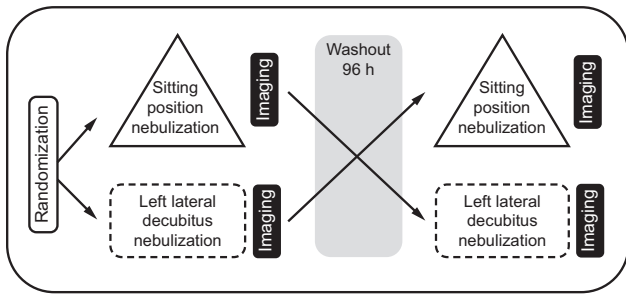 Randomization
Sitting
position
nebulization
Imaging
Left lateral
decubitus
nebulization
Imaging
Washout
96 h
Sitting
position
nebulization
Imaging
Left lateral
decubitus
nebulization
Imaging